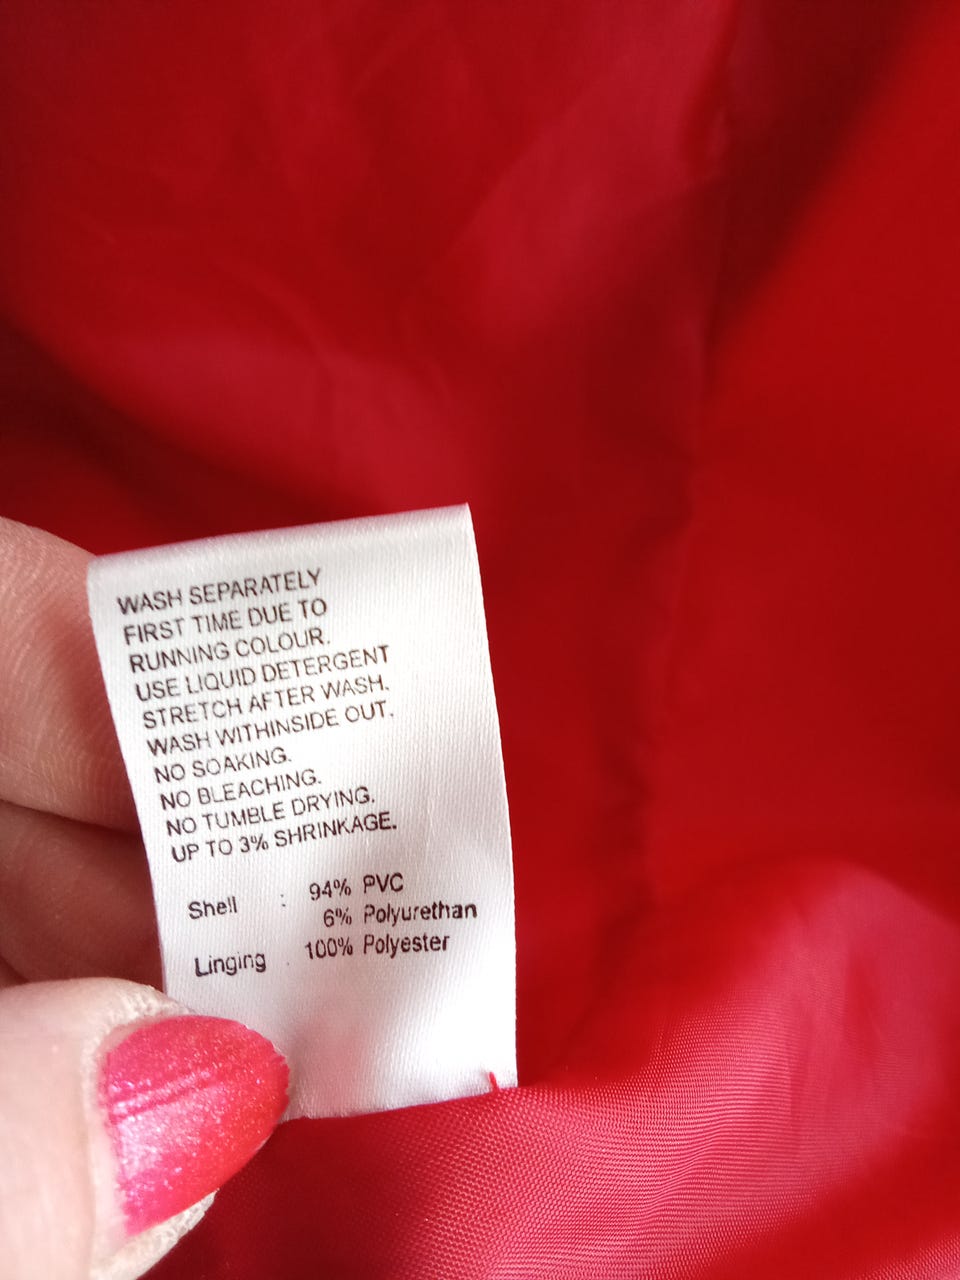 WASH SEPARATELY
FIRST TIME DUE TO
RUNNING COLOUR.
USE LIQUID DETERGENT
STRETCH AFTER WASH.
WASH WITHINSIDE OUT.
NO SOAKING.
NO BLEACHING.
NO TUMBLE DRYING.
UP TO 3% SHRINKAGE.
Shell : 94% PVC
6% Polyurethan
Linging : 100% Polyester